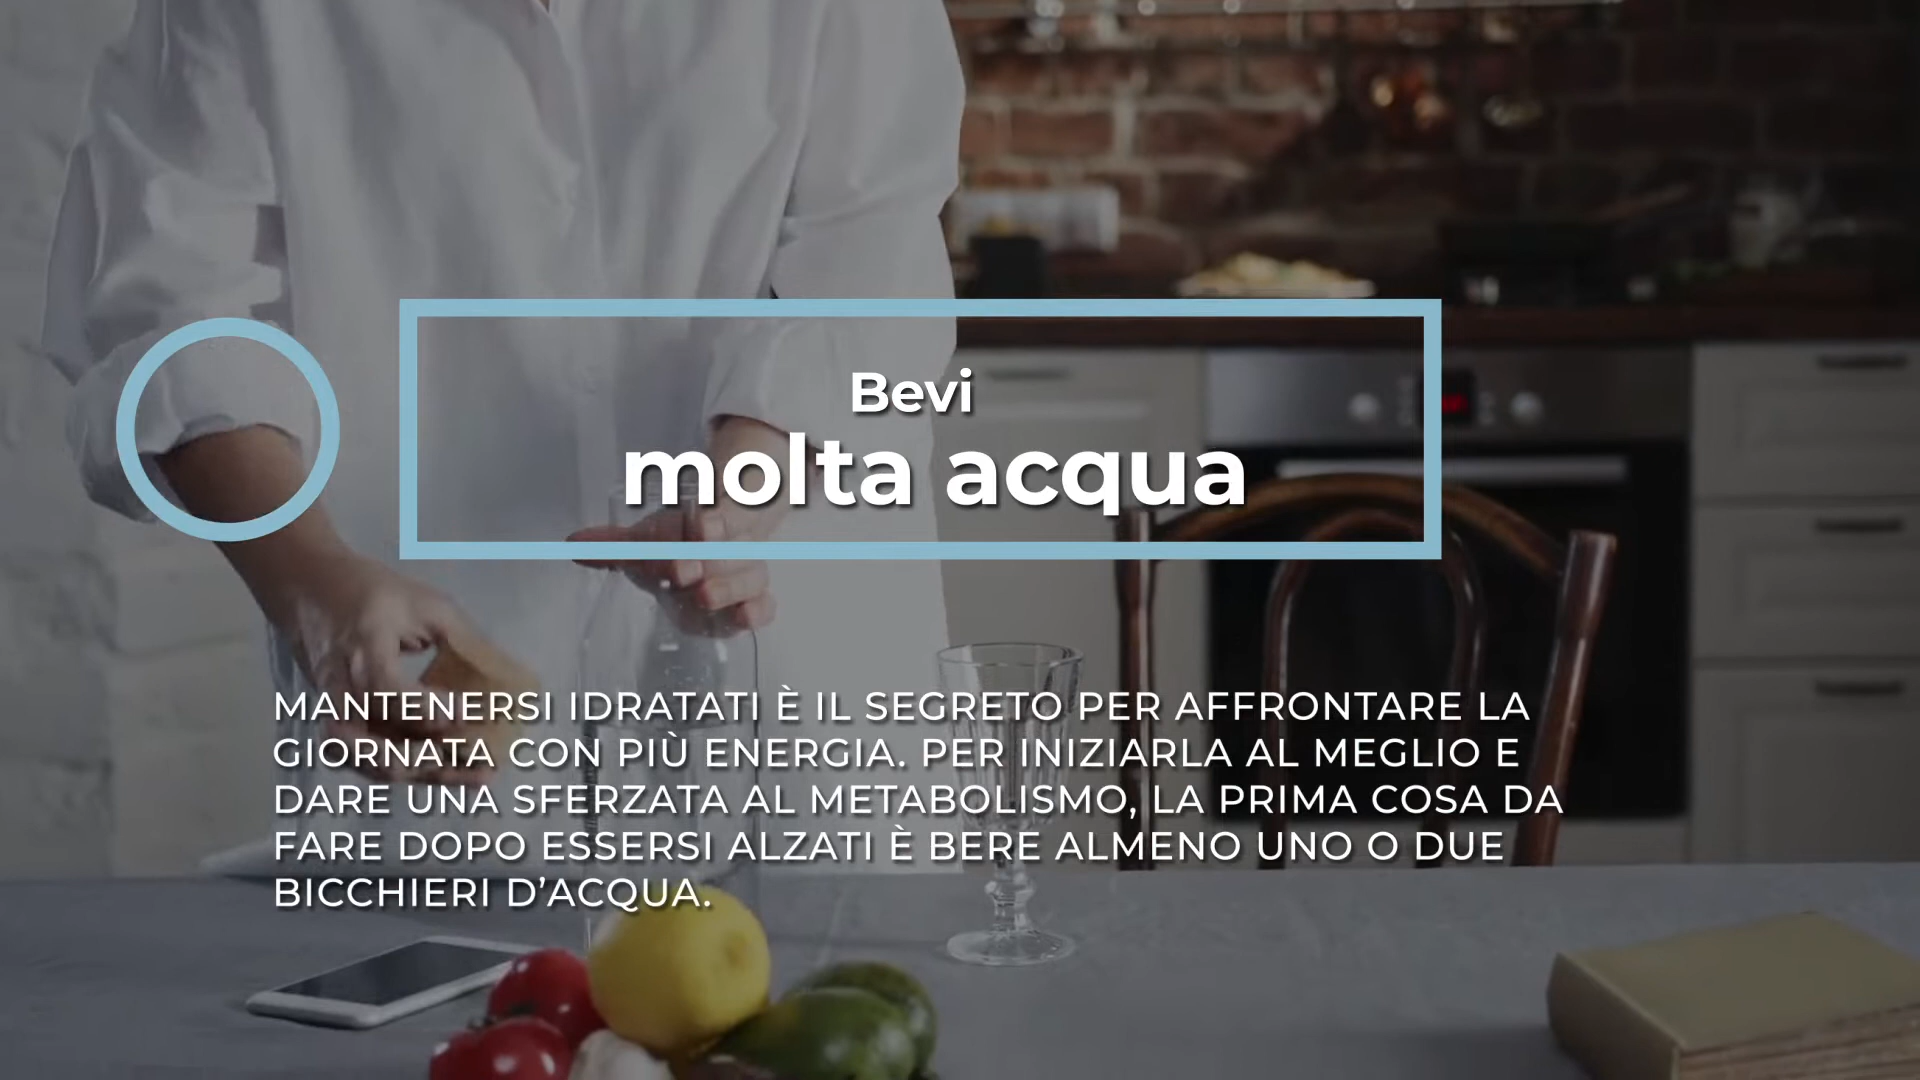 Bevi
molta acqua
MANTENERSI IDRATATI È IL SEGRETO PER AFFRONTARE LA
GIORNATA CON PIÙ ENERGIA. PER INIZIARLA AL MEGLIO E
DARE UNA SFERZATA AL METABOLISMO, LA PRIMA COSA DA
FARE DOPO ESSERSI ALZATI È BERE ALMENO UNO O DUE
BICCHIERI D’ACQUA.